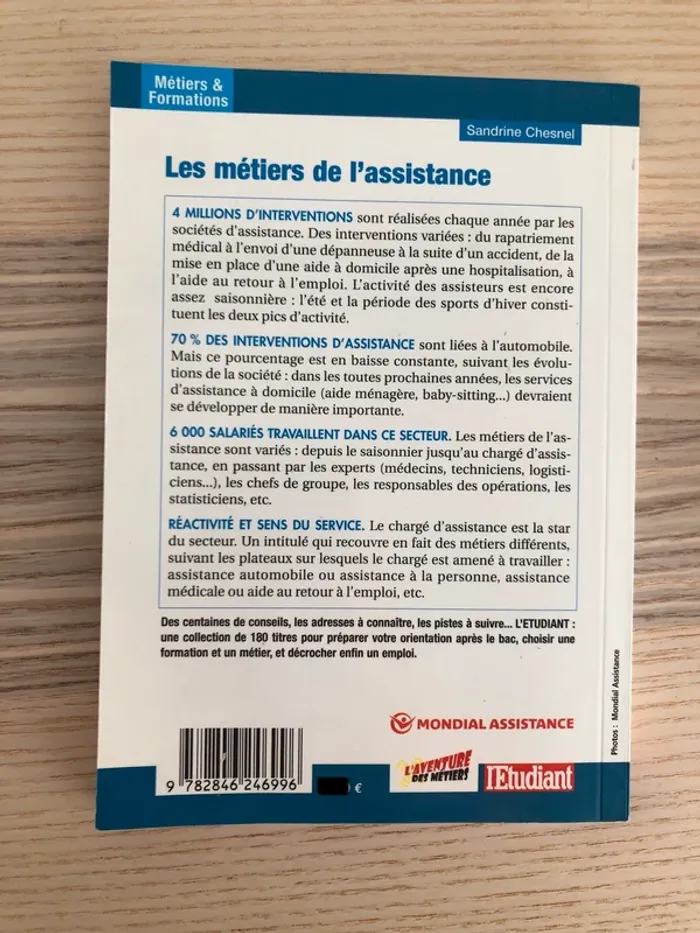 Métiers &
Formations
Sandrine Chesnel
Les métiers de l'assistance
4 MILLIONS D'INTERVENTIONS sont réalisées chaque année par les
sociétés d'assistance. Des interventions variées : du rapatriement
médical à l'envoi d'une dépanneuse à la suite d'un accident, de la
mise en place d'une aide à domicile après une hospitalisation, à
l'aide au retour à l'emploi. L'activité des assisteurs est encore
assez saisonnière : l'été et la période des sports d'hiver consti-
tuent les deux pics d'activité.
70 % DES INTERVENTIONS D'ASSISTANCE sont liées à l'automobile.
Mais ce pourcentage est en baisse constante, suivant les évolu-
tions de la société : dans les toutes prochaines années, les services
d'assistance à domicile (aide ménagère, baby-sitting...) devraient
se développer de manière importante.
6 000 SALARIÉS TRAVAILLENT DANS CE SECTEUR. Les métiers de l'as-
sistance sont variés : depuis le saisonnier jusqu'au chargé d'assis-
tance, en passant par les experts (médecins, techniciens, logisti-
ciens...), les chefs de groupe, les responsables des opérations, les
statisticiens, etc.
RÉACTIVITÉ ET SENS DU SERVICE. Le chargé d'assistance est la star
du secteur. Un intitulé qui recouvre en fait des métiers différents,
suivant les plateaux sur lesquels le chargé est amené à travailler :
assistance automobile ou assistance à la personne, assistance
médicale ou aide au retour à l'emploi, etc.
Des centaines de conseils, les adresses à connaître, les pistes à suivre... L'ETUDIANT :
une collection de 180 titres pour préparer votre orientation après le bac, choisir une
formation et un métier, et décrocher enfin un emploi.
Photos : Mondial Assistance
MONDIAL ASSISTANCE
L'AVENTURE
DES MÉTIERS
l'Etudiant
9 782846 246996
€